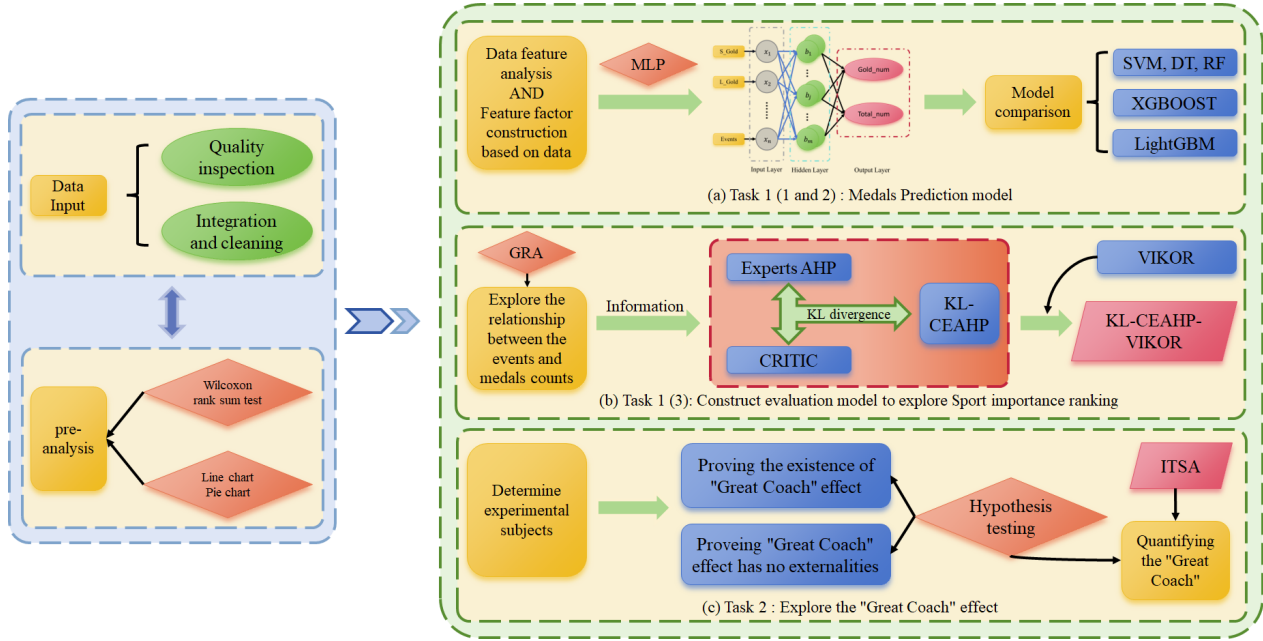 Data
Input
Quality
inspection
Integration
and cleaning
pre-
analysis
Wilcoxon
rank sum test
Line chart
Pie chart
Data feature
analysis
AND
Feature factor
construction
based on data
MLP
S_Gold
L_Gold
Events
x1
x2
xn
b1
bj
bm
Gold_num
Total_num
Input Layer
Hidden Layer
Output Layer
Model
comparison
SVM, DT, RF
XGBOOST
LightGBM
(a) Task 1 (1 and 2) : Medals Prediction model
GRA
Explore the
relationship
between the
events and
medals counts
Information
Experts AHP
KL divergence
CRITIC
KL-
CEAHP
VIKOR
KL-CEAHP-
VIKOR
(b) Task 1 (3): Construct evaluation model to explore Sport importance ranking
Determine
experimental
subjects
Proving the existence of
"Great Coach" effect
Proveing "Great Coach"
effect has no externalities
Hypothesis
testing
ITSA
Quantifying
the "Great
Coach"
(c) Task 2 : Explore the "Great Coach" effect